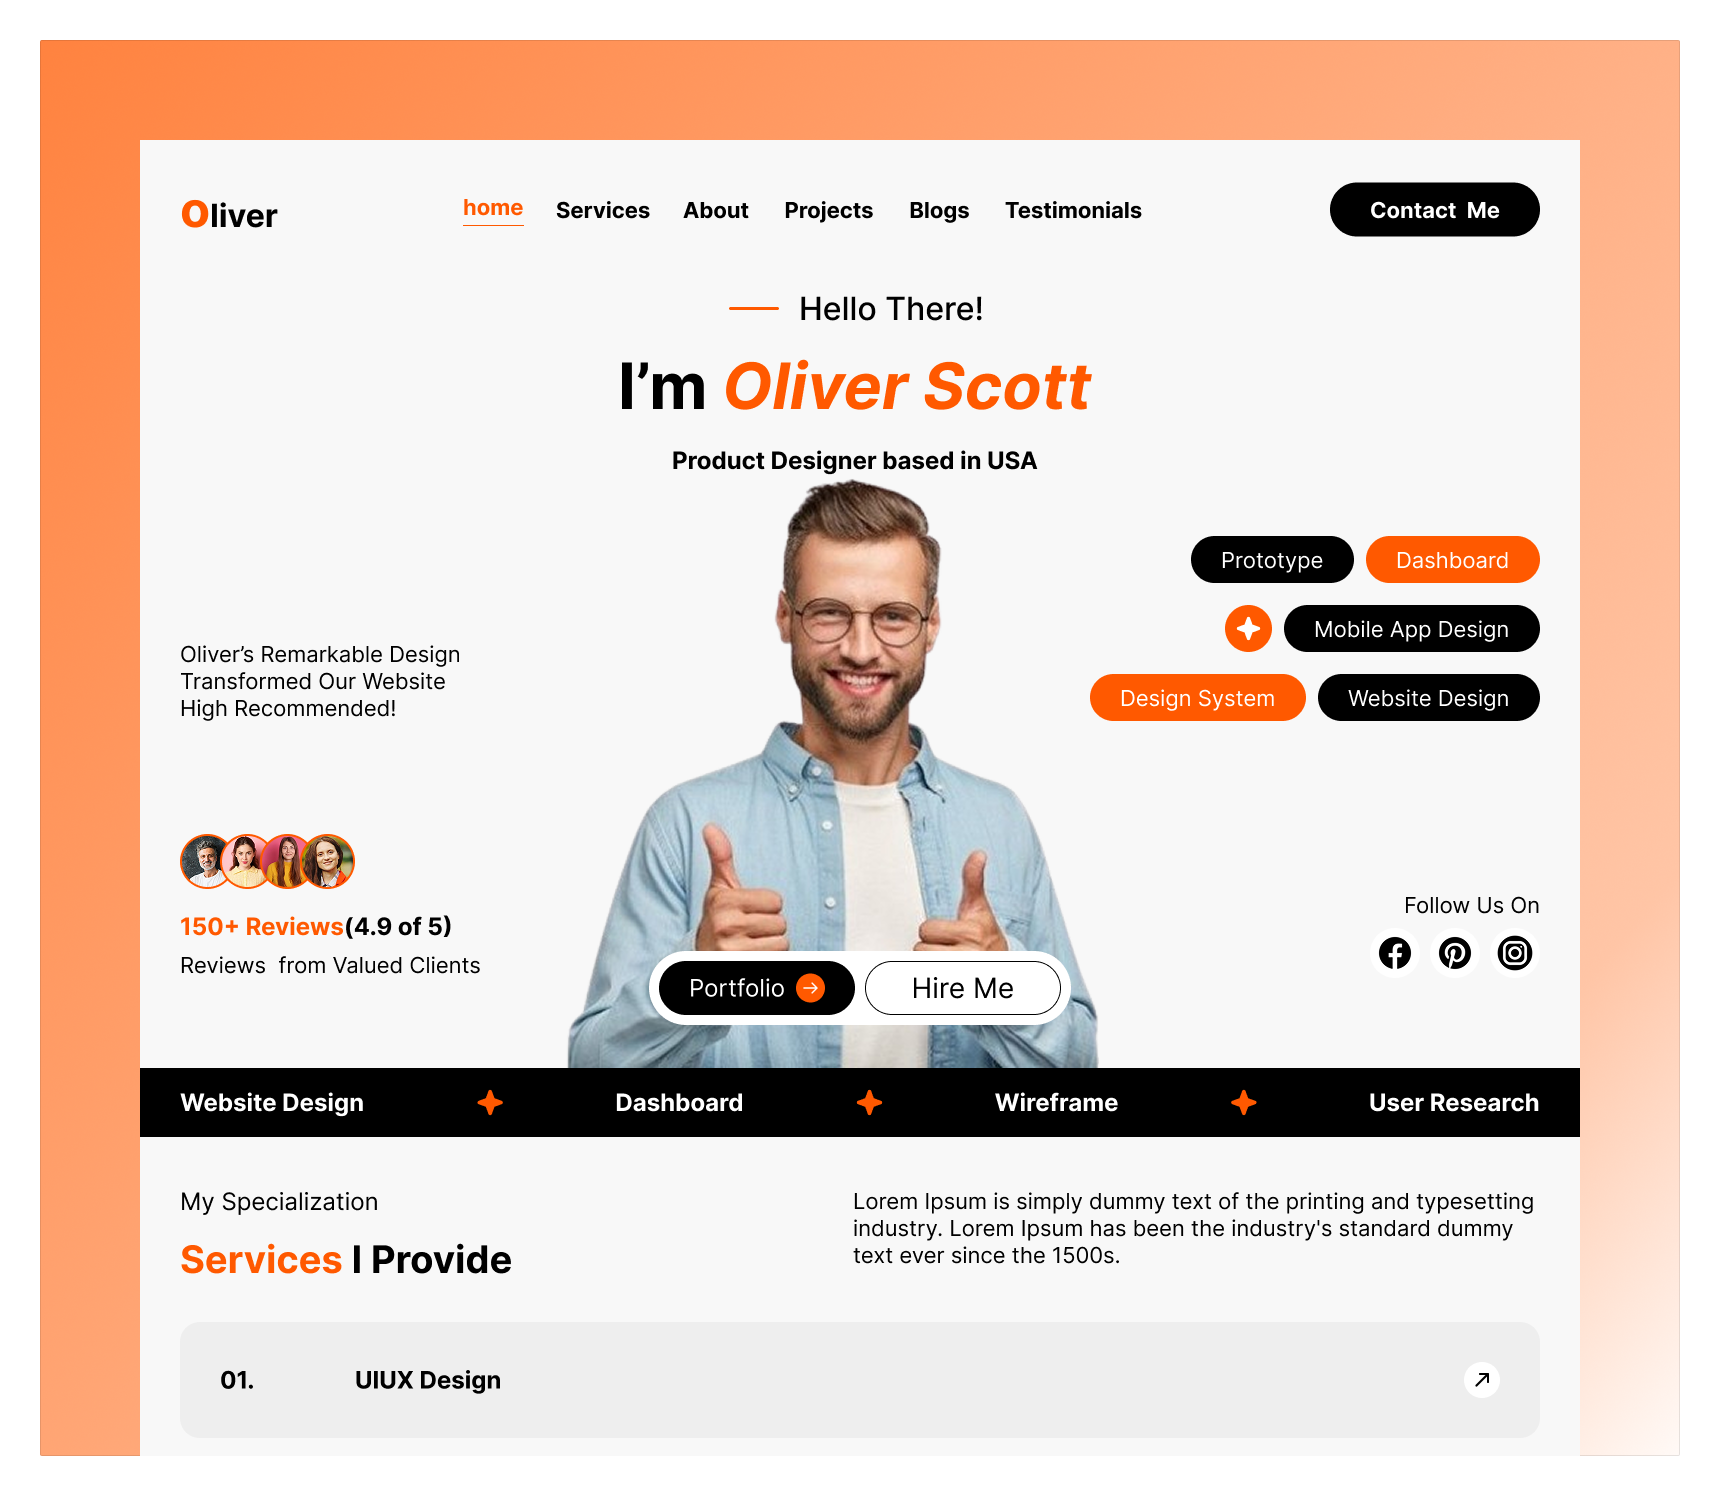 Oliver
home Services About Projects Blogs Testimonials
Contact Me
Hello There!
I’m Oliver Scott
Product Designer based in USA
Prototype
Dashboard
Mobile App Design
Design System
Website Design
Oliver’s Remarkable Design
Transformed Our Website
High Recommended!
150+ Reviews(4.9 of 5)
Reviews from Valued Clients
Follow Us On
Portfolio
Hire Me
Website Design
Dashboard
Wireframe
User Research
My Specialization
Services I Provide
Lorem Ipsum is simply dummy text of the printing and typesetting
industry. Lorem Ipsum has been the industry's standard dummy
text ever since the 1500s.
01. UIUX Design